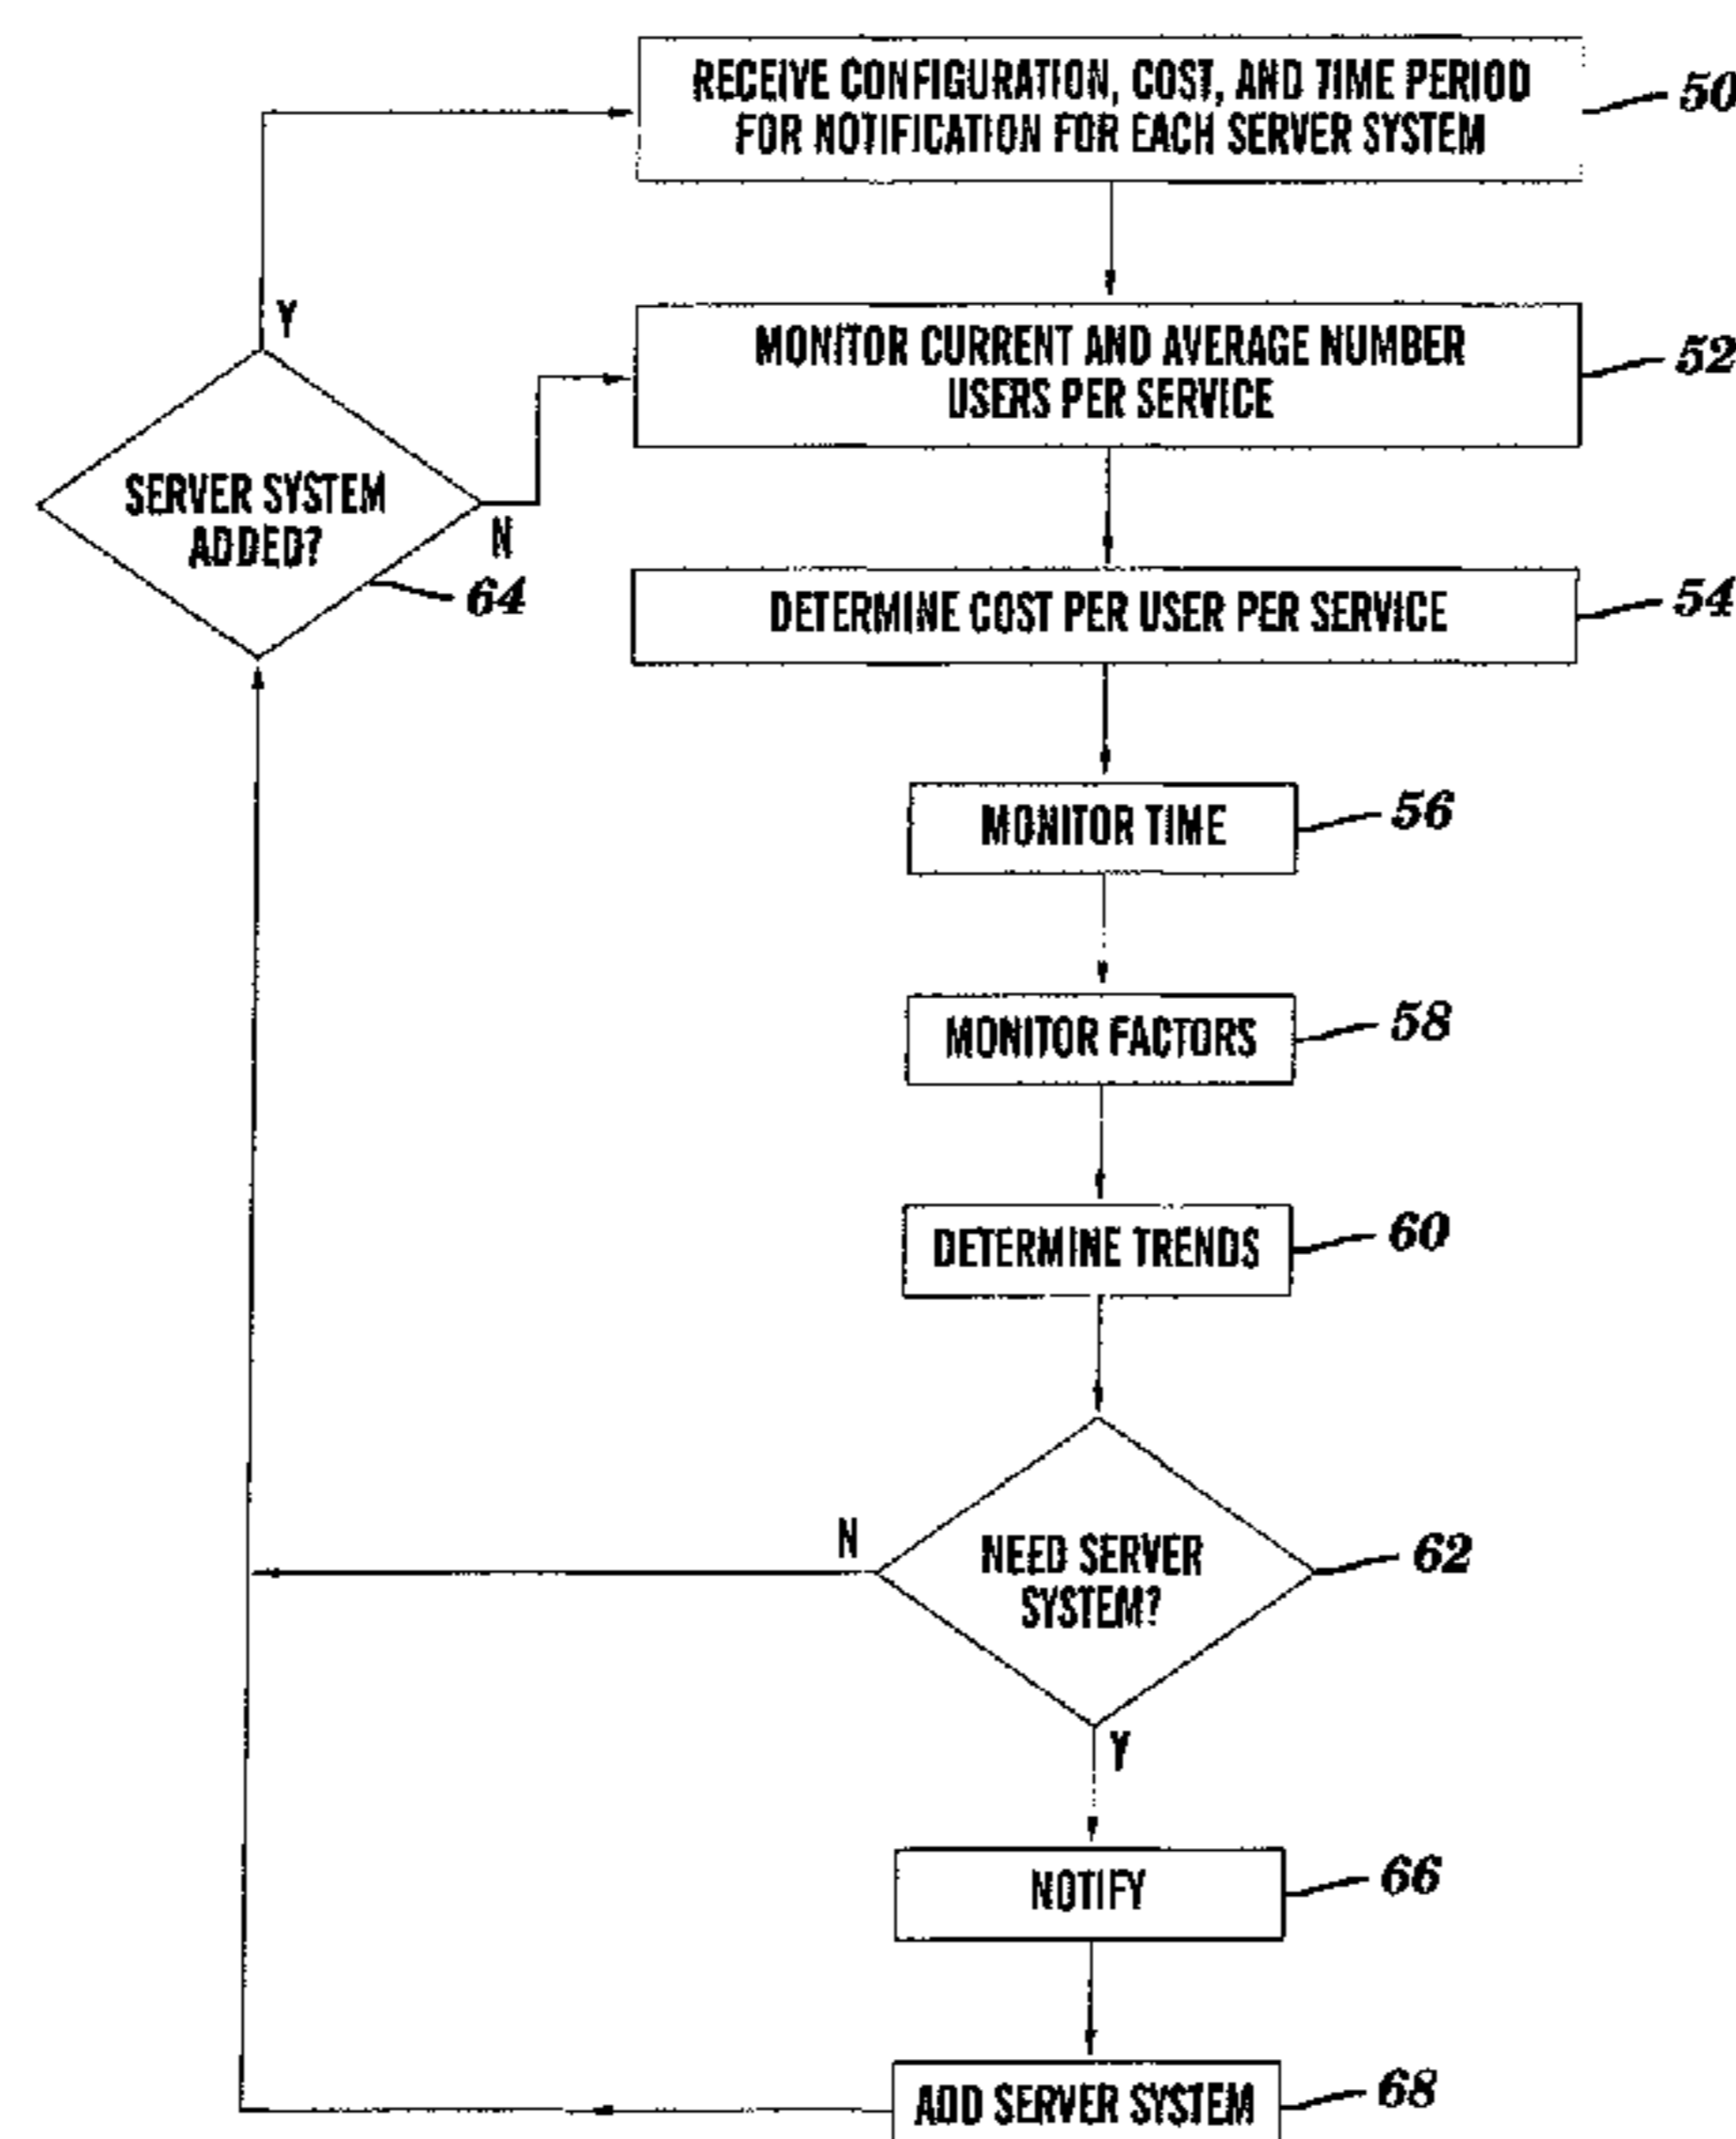 RECEIVE CONFIGURATION, COST, AND TIME PERIOD
FOR NOTIFICATION FOR EACH SERVER SYSTEM
50
Y
MONITOR CURRENT AND AVERAGE NUMBER
USERS PER SERVICE
52
SERVER SYSTEM
ADDED?
N
64
DETERMINE COST PER USER PER SERVICE
54
MONITOR TIME
56
MONITOR FACTORS
58
DETERMINE TRENDS
60
N
NEED SERVER
SYSTEM?
62
Y
NOTIFY
66
ADD SERVER SYSTEM
68